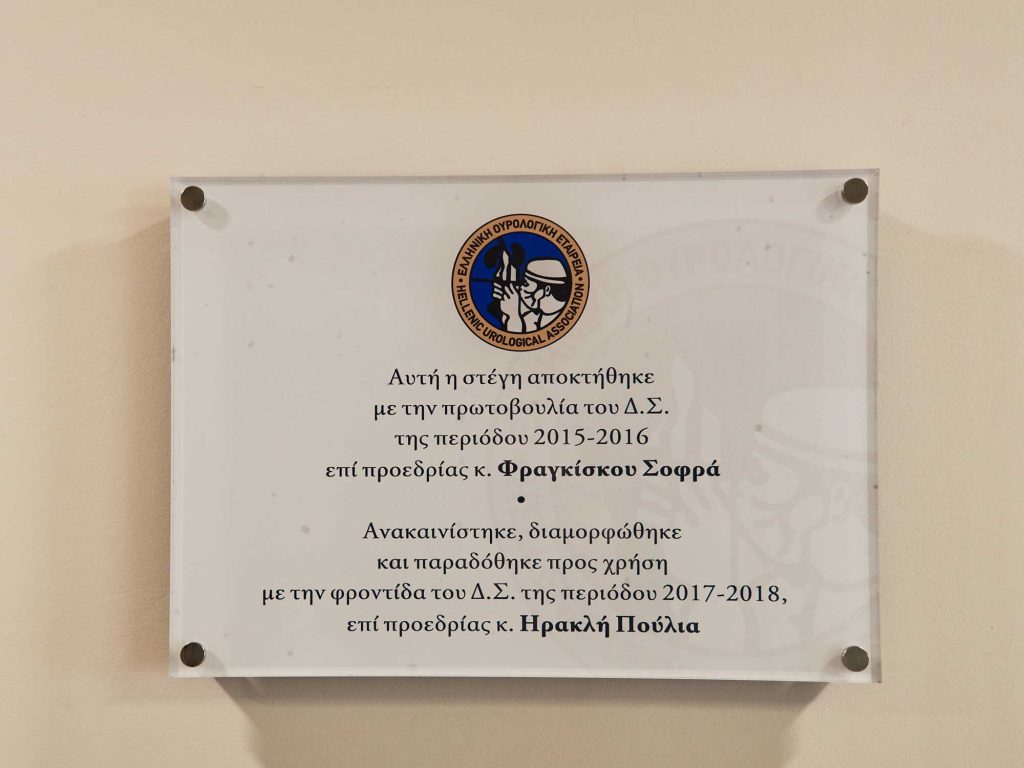 • ΕΛΛΗΝΙΚΗ ΟΥΡΟΛΟΓΙΚΗ ΕΤΑΙΡΕΙΑ •
HELLENIC UROLOGICAL ASSOCIATION
Αυτή η στέγη αποκτήθηκε
με την πρωτοβουλία του Δ.Σ.
της περιόδου 2015-2016
επί προεδρίας κ. Φραγκίσκου Σοφρά
•
Ανακαινίστηκε, διαμορφώθηκε
και παραδόθηκε προς χρήση
με την φροντίδα του Δ.Σ. της περιόδου 2017-2018,
επί προεδρίας κ. Ηρακλή Πούλια